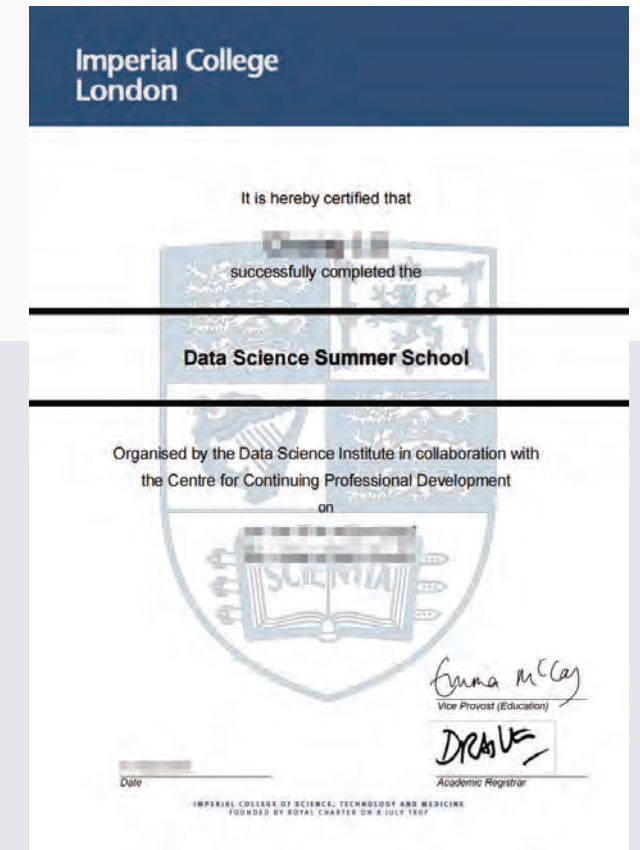 Imperial College
London
It is hereby certified that
successfully completed the
Data Science Summer School
Organised by the Data Science Institute in collaboration with
the Centre for Continuing Professional Development
on
SCIENTIA
Emma McCoy
Vice Provost (Education)
Date
Academic Registrar
IMPERIAL COLLEGE OF SCIENCE, TECHNOLOGY AND MEDICINE
FOUNDED BY ROYAL CHARTER ON 8 JULY 1907